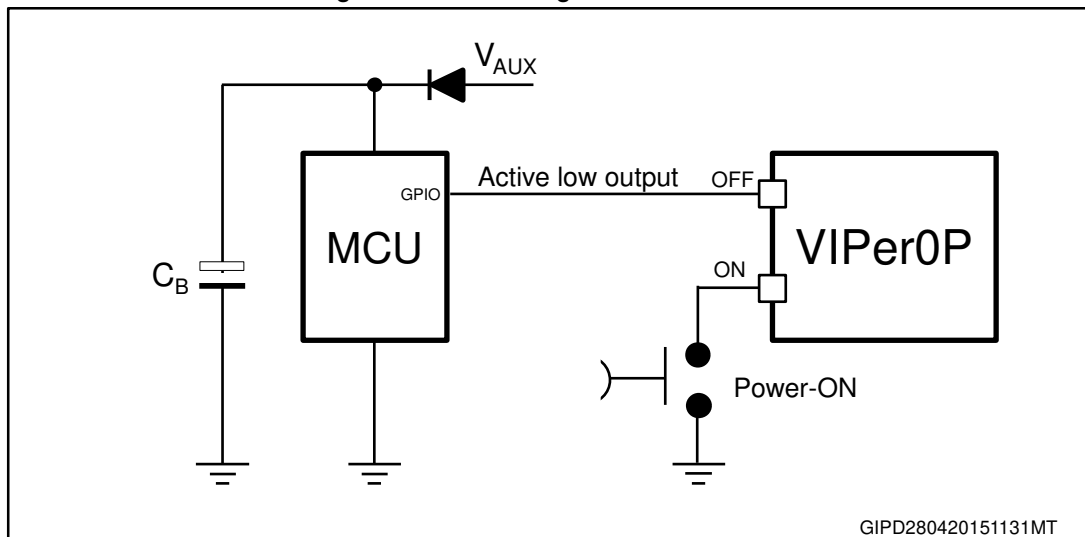 V_AUX
GPIO
Active low output
OFF
MCU
VIPer0P
C_B
ON
Power-ON
GIPD280420151131MT